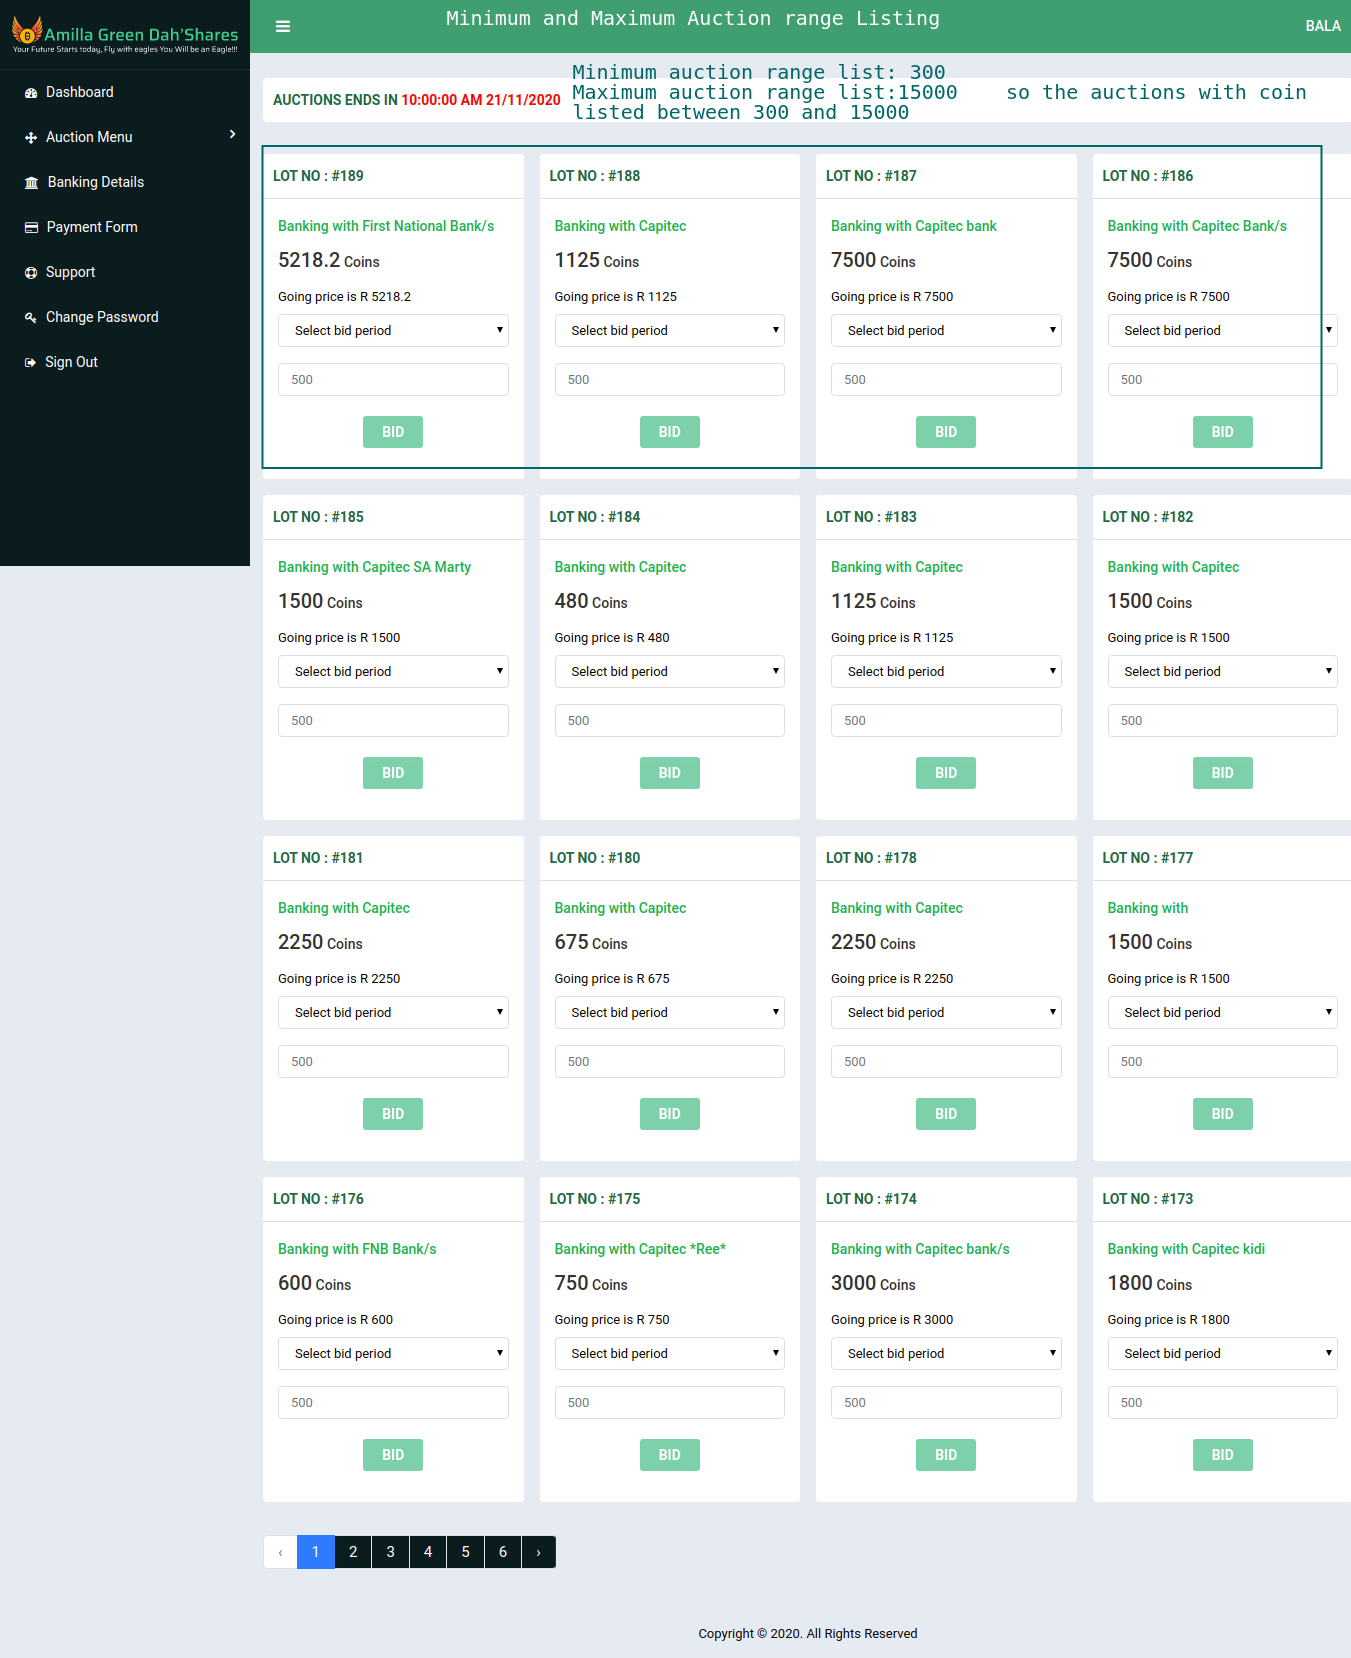 Amilla Green Dah'Shares
Your Future Starts today, Fly with eagles You Will be an Eagle!!!
Dashboard
Auction Menu
Banking Details
Payment Form
Support
Change Password
Sign Out
Minimum and Maximum Auction range Listing
BALA
Minimum auction range list: 300
AUCTIONS ENDS IN 10:00:00 AM 21/11/2020
Maximum auction range list:15000 so the auctions with coin
listed between 300 and 15000
LOT NO : #189 LOT NO : #188 LOT NO : #187 LOT NO : #186
Banking with First National Bank/s Banking with Capitec Banking with Capitec bank Banking with Capitec Bank/s
5218.2 Coins 1125 Coins 7500 Coins 7500 Coins
Going price is R 5218.2 Going price is R 1125 Going price is R 7500 Going price is R 7500
Select bid period Select bid period Select bid period Select bid period
500 500 500 500
BID BID BID BID
LOT NO : #185 LOT NO : #184 LOT NO : #183 LOT NO : #182
Banking with Capitec SA Marty Banking with Capitec Banking with Capitec Banking with Capitec
1500 Coins 480 Coins 1125 Coins 1500 Coins
Going price is R 1500 Going price is R 480 Going price is R 1125 Going price is R 1500
Select bid period Select bid period Select bid period Select bid period
500 500 500 500
BID BID BID BID
LOT NO : #181 LOT NO : #180 LOT NO : #178 LOT NO : #177
Banking with Capitec Banking with Capitec Banking with Capitec Banking with
2250 Coins 675 Coins 2250 Coins 1500 Coins
Going price is R 2250 Going price is R 675 Going price is R 2250 Going price is R 1500
Select bid period Select bid period Select bid period Select bid period
500 500 500 500
BID BID BID BID
LOT NO : #176 LOT NO : #175 LOT NO : #174 LOT NO : #173
Banking with FNB Bank/s Banking with Capitec *Ree* Banking with Capitec bank/s Banking with Capitec kidi
600 Coins 750 Coins 3000 Coins 1800 Coins
Going price is R 600 Going price is R 750 Going price is R 3000 Going price is R 1800
Select bid period Select bid period Select bid period Select bid period
500 500 500 500
BID BID BID BID
‹ 1 2 3 4 5 6 ›
Copyright © 2020. All Rights Reserved